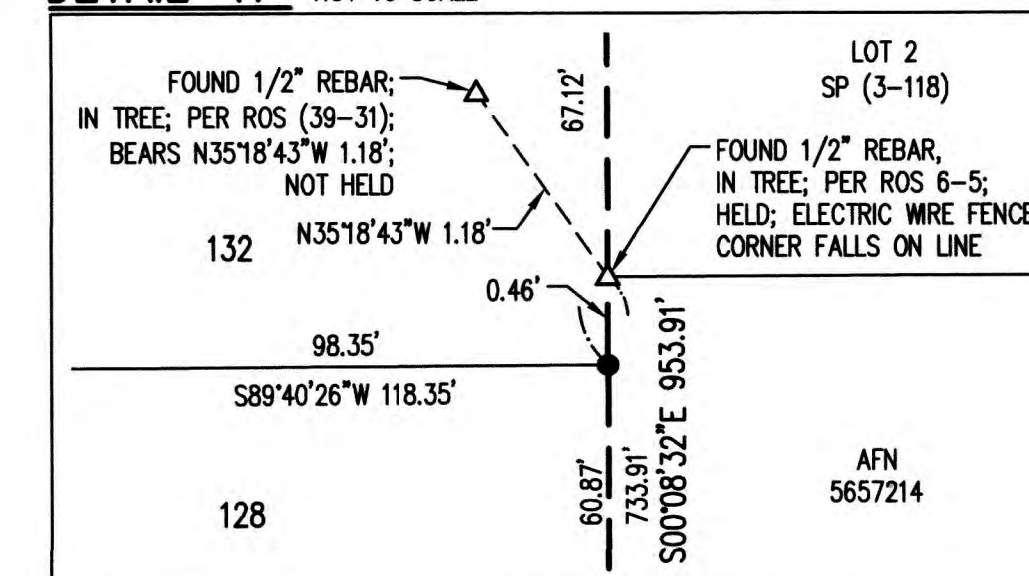 FOUND 1/2" REBAR;
IN TREE; PER ROS (39-31);
BEARS N35°18'43"W 1.18';
NOT HELD
67.12'
LOT 2
SP (3-118)
FOUND 1/2" REBAR,
IN TREE; PER ROS 6-5;
HELD; ELECTRIC WIRE FENCE
CORNER FALLS ON LINE
132
N35°18'43"W 1.18'
0.46'
98.35'
S89°40'26"W 118.35'
128
60.87'
733.91'
S00°08'32"E 953.91'
AFN
5657214